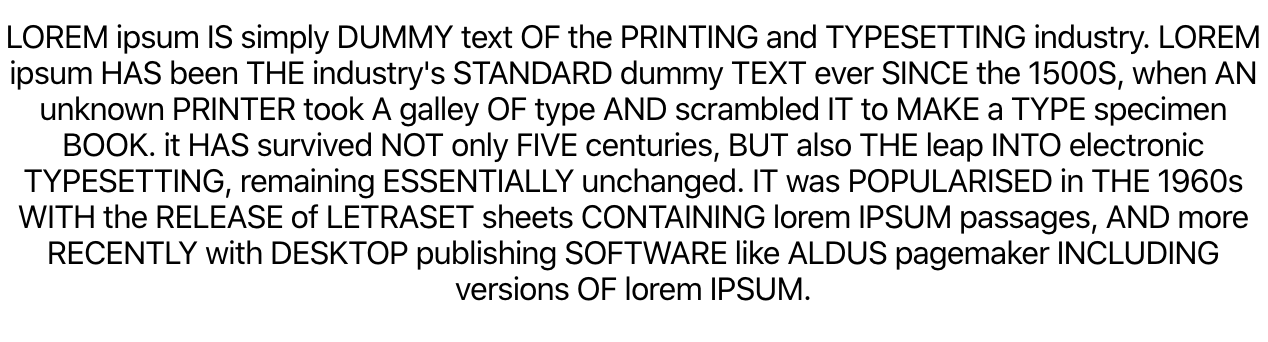 LOREM ipsum IS simply DUMMY text OF the PRINTING and TYPESETTING industry. LOREM
ipsum HAS been THE industry's STANDARD dummy TEXT ever SINCE the 1500S, when AN
unknown PRINTER took A galley OF type AND scrambled IT to MAKE a TYPE specimen
BOOK. it HAS survived NOT only FIVE centuries, BUT also THE leap INTO electronic
TYPESETTING, remaining ESSENTIALLY unchanged. IT was POPULARISED in THE 1960s
WITH the RELEASE of LETRASET sheets CONTAINING lorem IPSUM passages, AND more
RECENTLY with DESKTOP publishing SOFTWARE like ALDUS pagemaker INCLUDING
versions OF lorem IPSUM.